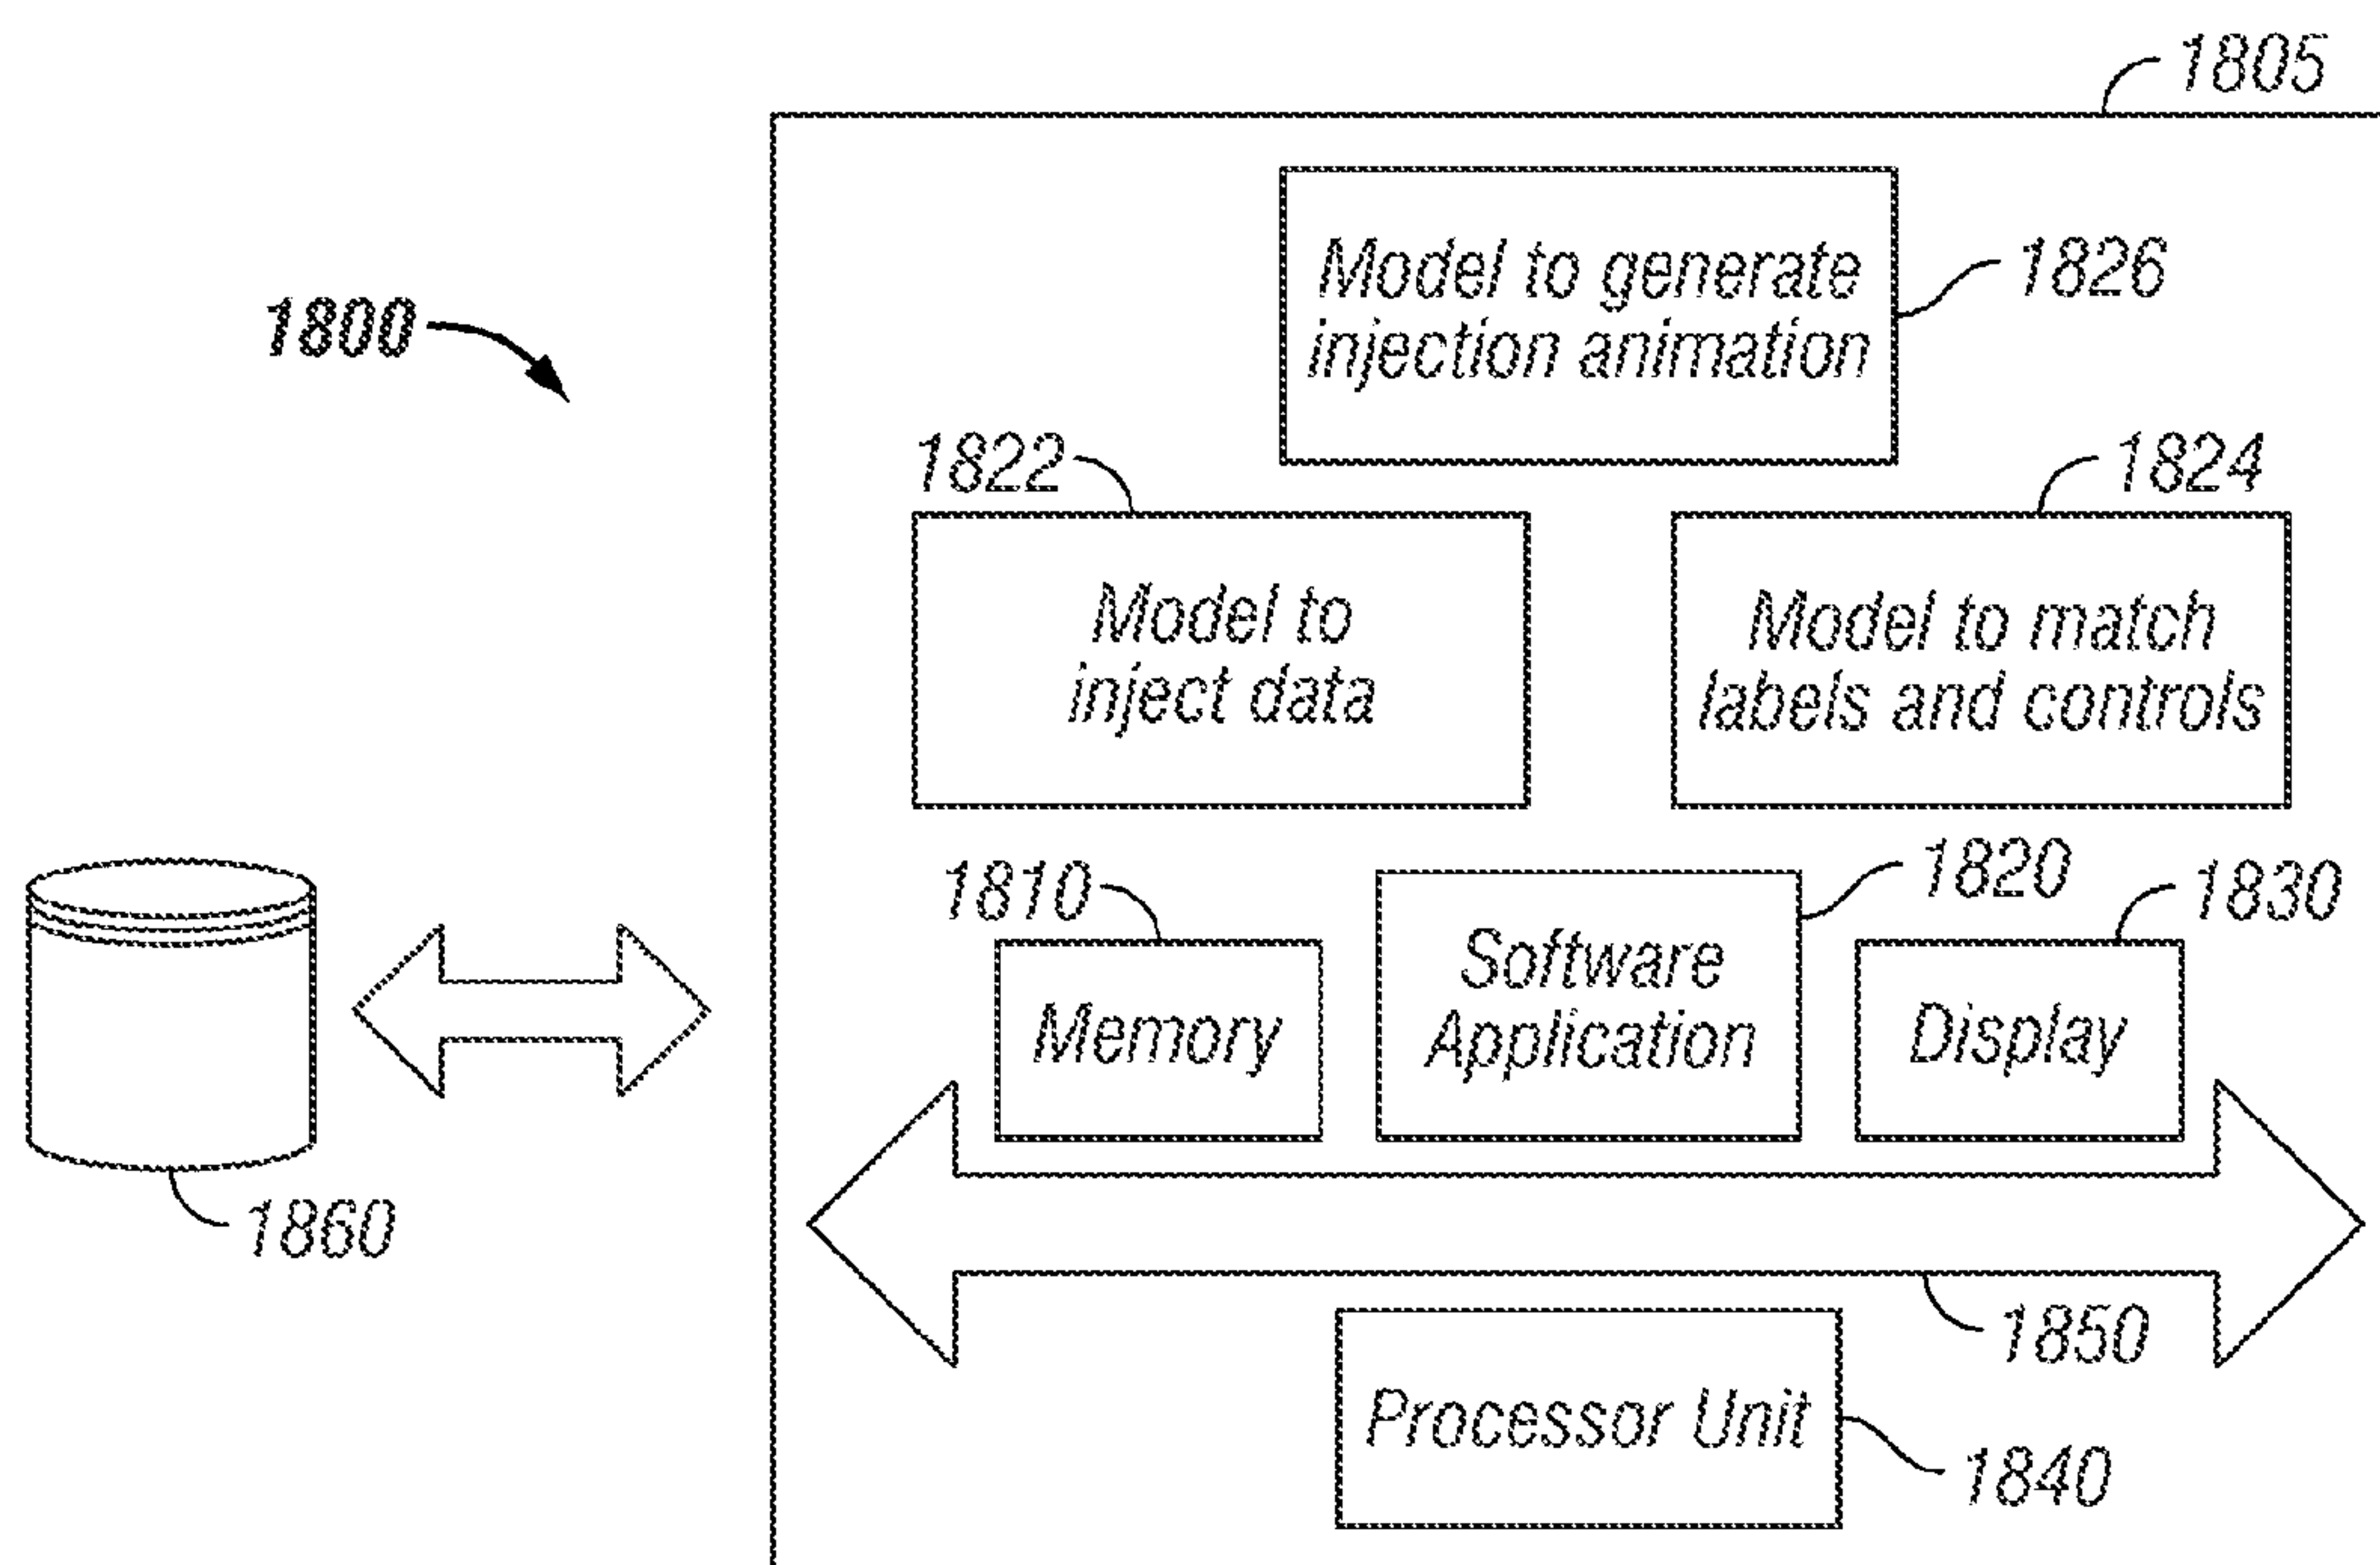 1805
Model to generate
injection animation
1826
1800
1822
1824
Model to
inject data
Model to match
labels and controls
1810
1820
1830
Memory
Software
Application
Display
1860
1850
Processor Unit
1840